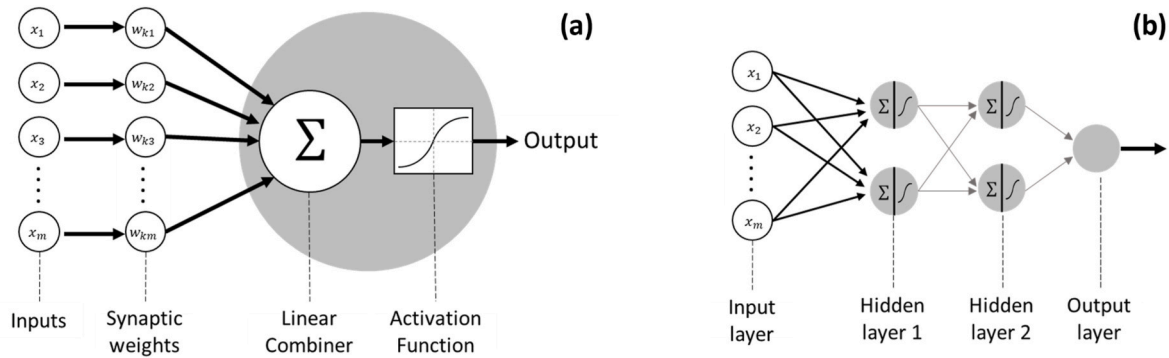 (a)
x1
wk1
x2
wk2
x3
wk3
xm
wkm
Σ
Output
Inputs
Synaptic
weights
Linear
Combiner
Activation
Function
(b)
x1
x2
xm
Σ
Σ
Σ
Σ
Input
layer
Hidden
layer 1
Hidden
layer 2
Output
layer